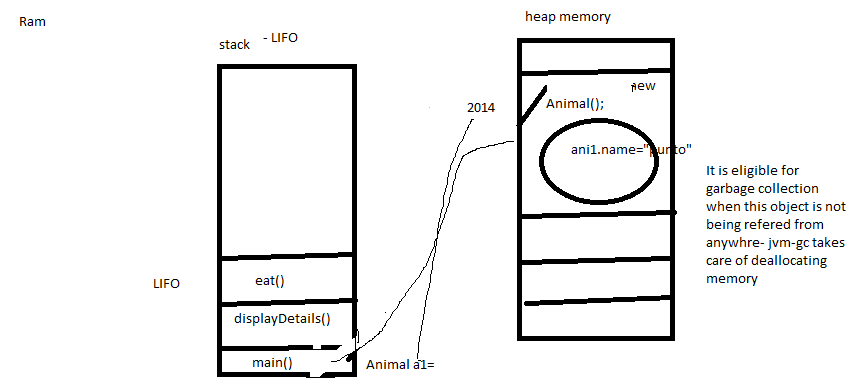 Ram
heap memory
stack
- LIFO
2014
new
Animal();
ani1.name="punto"
It is eligible for
garbage collection
when this object is not
being refered from
anywhre- jvm-gc takes
care of deallocating
memory
LIFO
eat()
displayDetails()
main()
Animal a1=